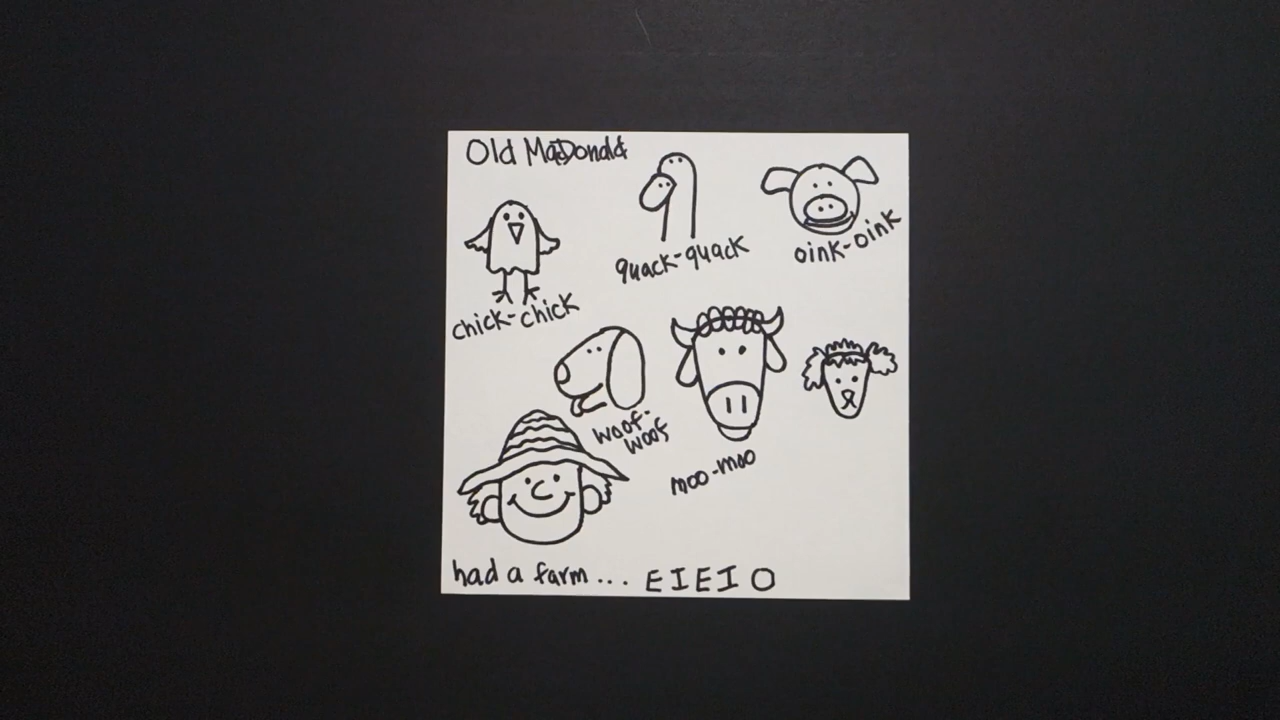 Old MacDonald
chick-chick
quack-quack
oink-oink
woof-
woof
moo-moo
had a farm... EIEIO